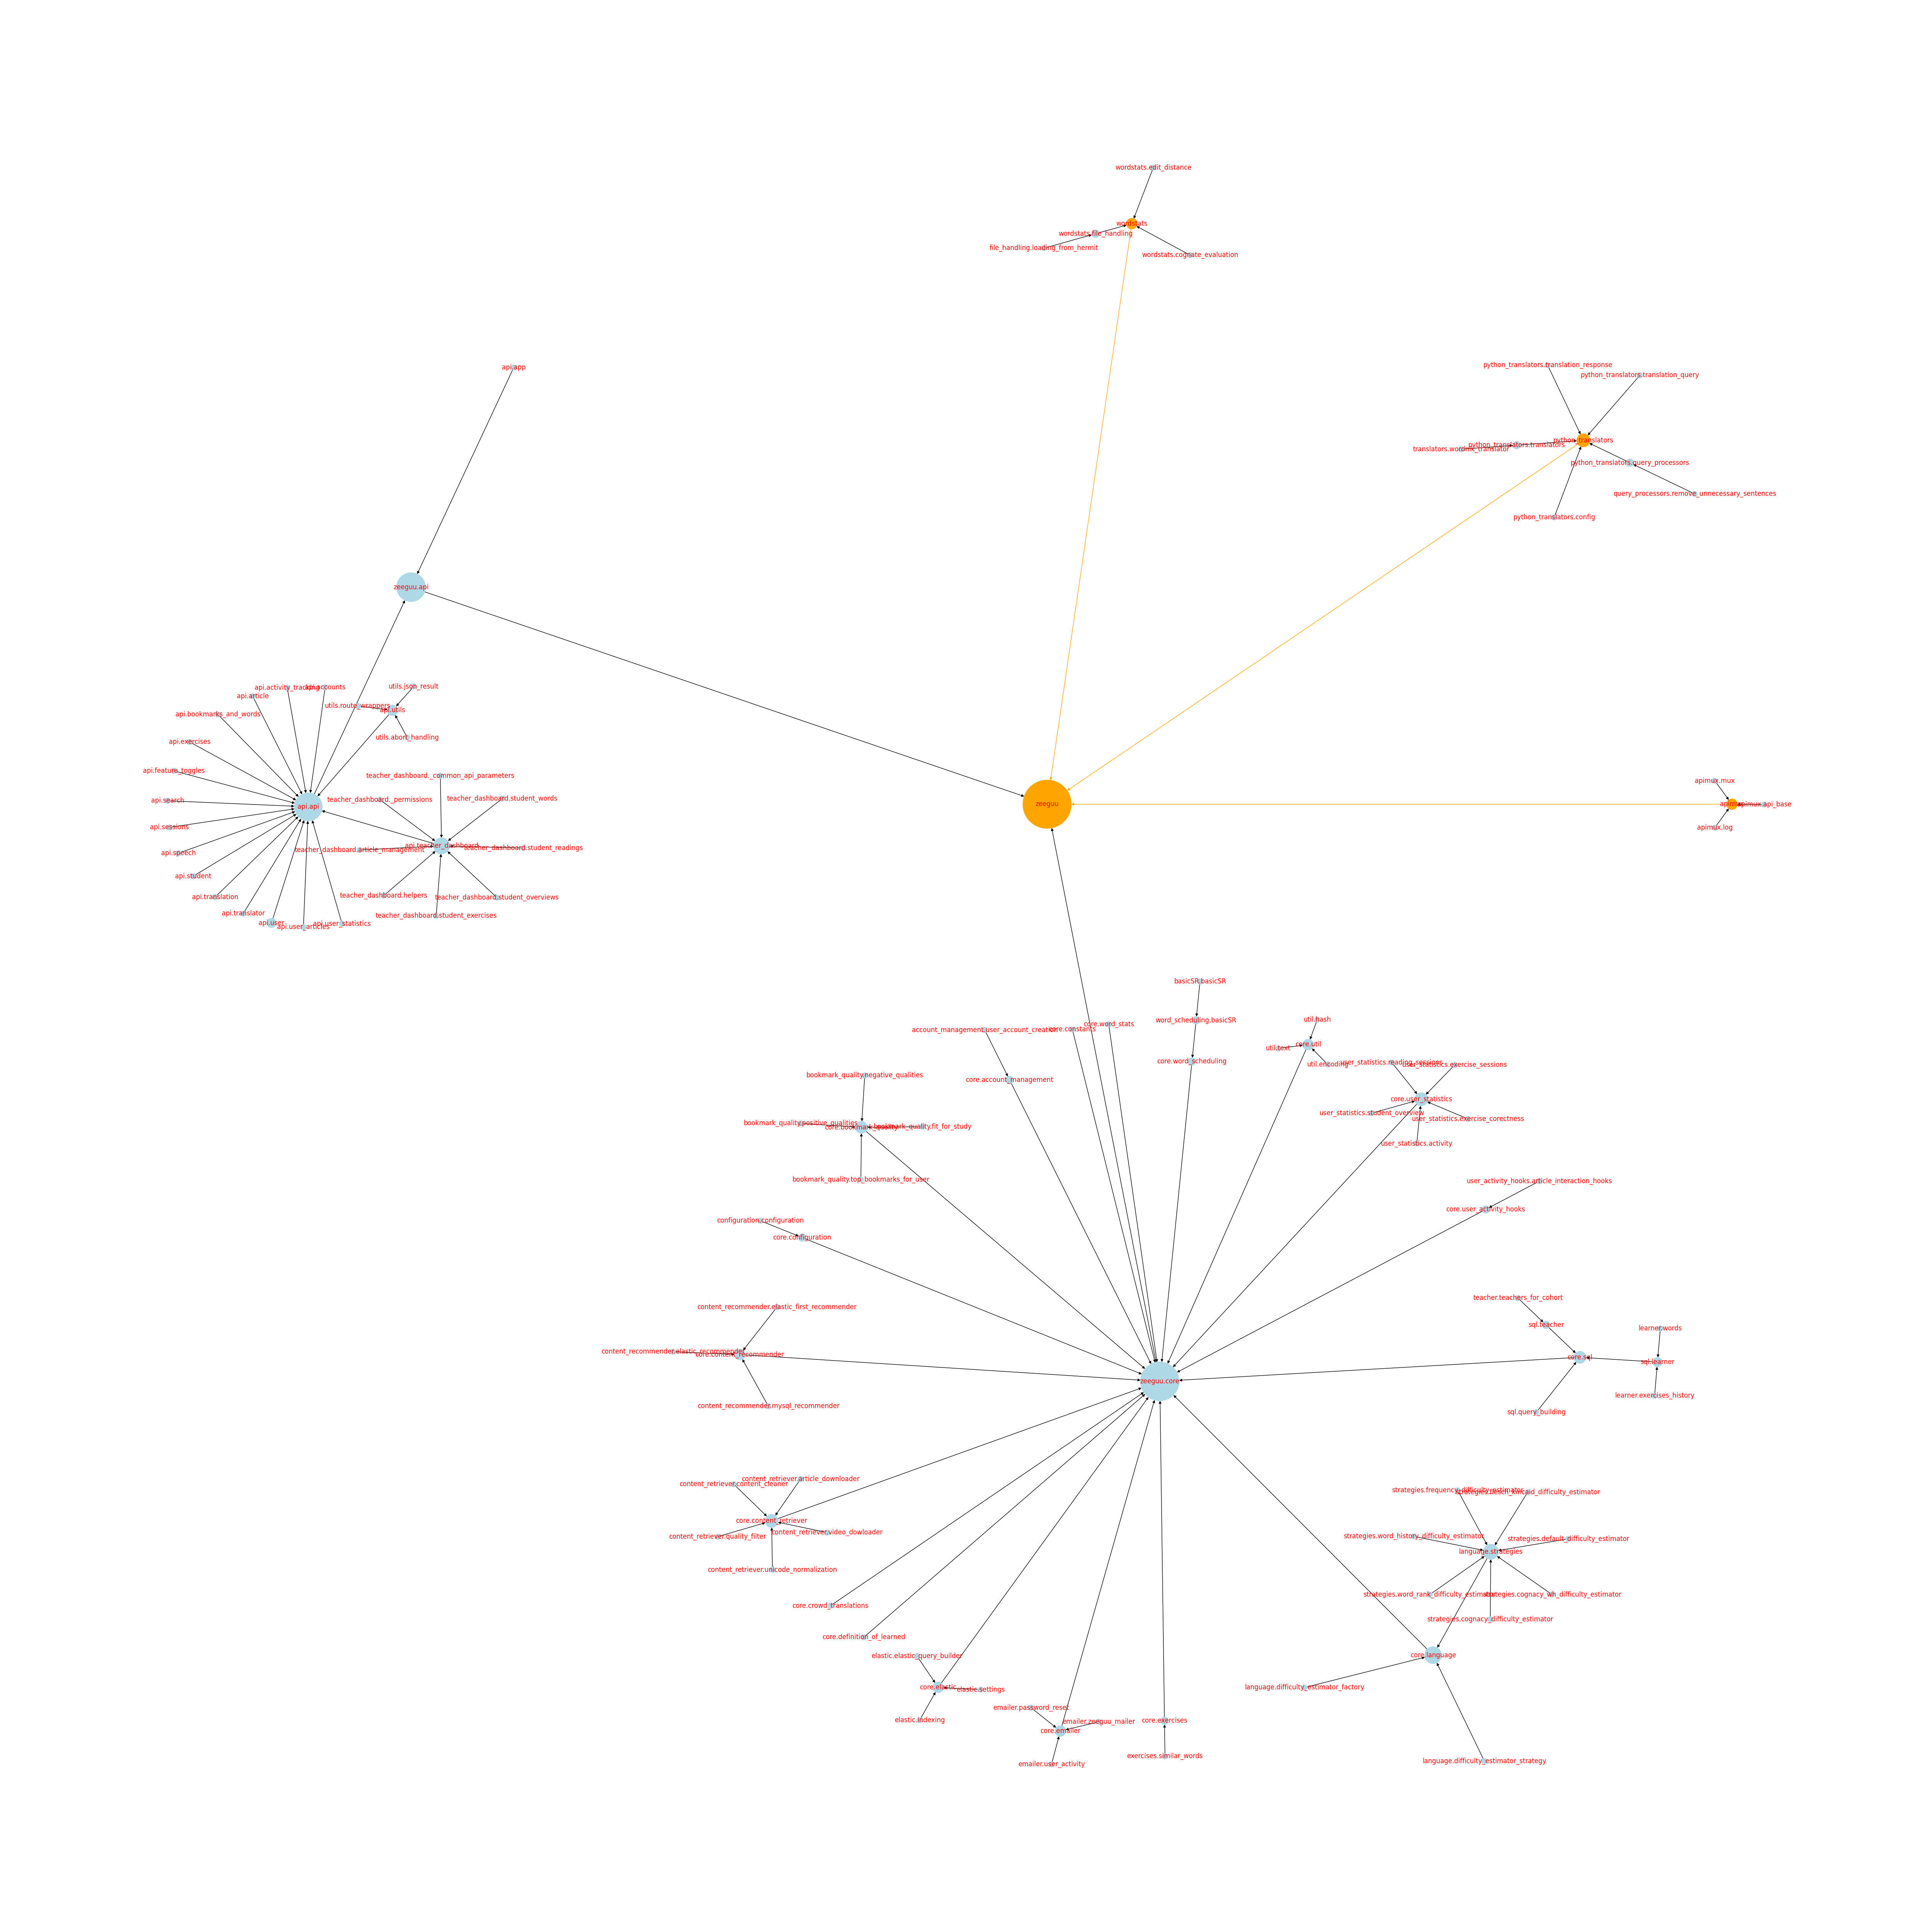 wordstats.edit_distance
wordstats
wordstats.file_handling
file_handling.loading_from_hermit
wordstats.cognate_evaluation
api.app
python_translators.translation_response
python_translators.translation_query
python_translators
python_translators.translators
python_translators.query_processors
query_processors.remove_unnecessary_sentences
python_translators.config
zeeguu.api
api.activity_tracking
api.accounts
utils.json_result
api.article
utils.route_wrappers
api.utils
api.bookmarks_and_words
utils.abort_handling
api.exercises
api.feature_toggles
teacher_dashboard._common_api_parameters
apimux.mux
api.search
teacher_dashboard._permissions
teacher_dashboard.student_words
api.api
zeeguu
apimux.api_base
api.sessions
apimux.log
api.teacher_dashboard
teacher_dashboard.article_management
teacher_dashboard.student_readings
api.speech
api.student
api.translation
teacher_dashboard.helpers
teacher_dashboard.student_overviews
api.translator
teacher_dashboard.student_exercises
api.user
api.user_articles
api.user_statistics
basicSR.basicSR
word_scheduling.basicSR
core.word_stats
core.constants
account_management.user_account_creation
util.hash
core.util
util.text
util.encoding
core.word_scheduling
user_statistics.reading_sessions
user_statistics.exercise_sessions
bookmark_quality.negative_qualities
core.account_management
core.user_statistics
user_statistics.student_overview
user_statistics.exercise_corectness
bookmark_quality.positive_qualities
core.bookmark_quality
bookmark_quality.fit_for_study
user_statistics.activity
bookmark_quality.top_bookmarks_for_user
user_activity_hooks.article_interaction_hooks
core.user_activity_hooks
configuration.configuration
core.configuration
teacher.teachers_for_cohort
content_recommender.elastic_first_recommender
sql.teacher
learner.words
content_recommender.elastic_recommender
core.content_recommender
core.sql
sql.learner
zeeguu.core
learner.exercises_history
content_recommender.mysql_recommender
sql.query_building
content_retriever.article_downloader
content_retriever.content_cleaner
strategies.frequency_difficulty_estimator
strategies.flesch_kincaid_difficulty_estimator
core.content_retriever
content_retriever.quality_filter
content_retriever.video_dowloader
strategies.word_history_difficulty_estimator
strategies.default_difficulty_estimator
language.strategies
content_retriever.unicode_normalization
strategies.word_rank_difficulty_estimator
strategies.cognacy_wh_difficulty_estimator
core.crowd_translations
strategies.cognacy_difficulty_estimator
core.definition_of_learned
elastic.elastic_query_builder
core.language
core.elastic
elastic.settings
language.difficulty_estimator_factory
elastic.indexing
emailer.password_reset
emailer.zeeguu_mailer
core.exercises
core.emailer
exercises.similar_words
emailer.user_activity
language.difficulty_estimator_strategy